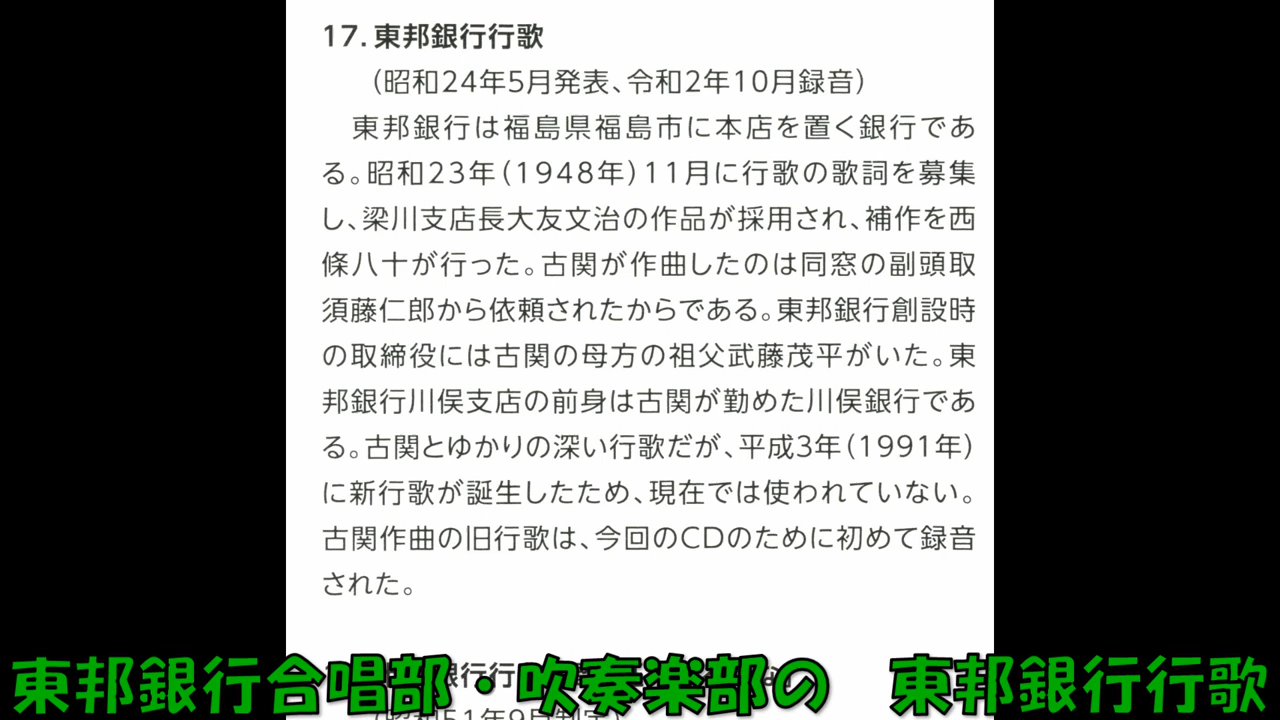 17. 東邦銀行行歌
（昭和24年5月発表、令和2年10月録音）
　東邦銀行は福島県福島市に本店を置く銀行であ
る。昭和23年（1948年）11月に行歌の歌詞を募集
し、梁川支店長大友文治の作品が採用され、補作を西
條八十が行った。古関が作曲したのは同窓の副頭取
須藤仁郎から依頼されたからである。東邦銀行創設時
の取締役には古関の母方の祖父武藤茂平がいた。東
邦銀行川俣支店の前身は古関が勤めた川俣銀行であ
る。古関とゆかりの深い行歌だが、平成3年（1991年）
に新行歌が誕生したため、現在では使われていない。
古関作曲の旧行歌は、今回のCDのために初めて録音
された。
東邦銀行合唱部・吹奏楽部の　東邦銀行行歌